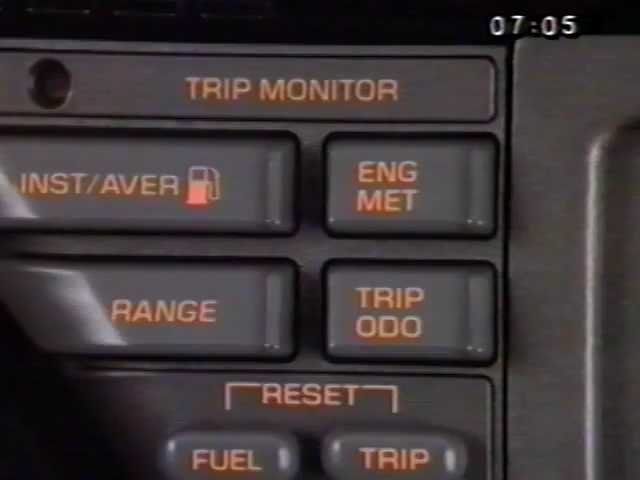 07:05
TRIP MONITOR
INST/AVER
ENG
MET
RANGE
TRIP
ODO
RESET
FUEL
TRIP